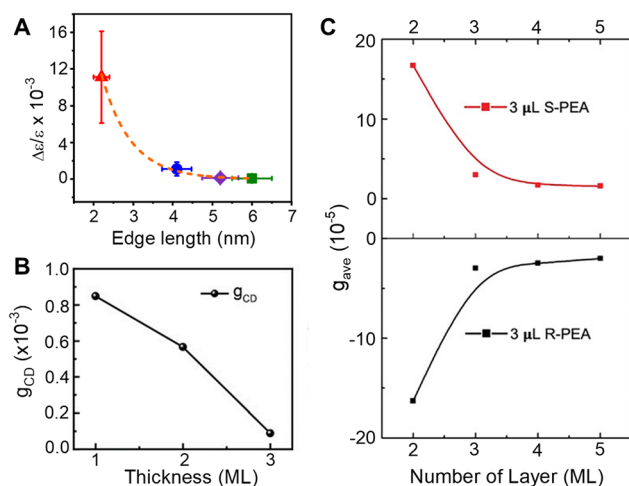 A
Δε/ε x 10⁻³
12
8
4
0
2 3 4 5 6 7
Edge length (nm)
B
g_CD (x10⁻³)
1.0
0.8
0.6
0.4
0.2
0.0
g_CD
1 2 3
Thickness (ML)
C
2 3 4 5
g_ave (10⁻⁵)
20
10
0
3 μL S-PEA
0
-10
-20
3 μL R-PEA
2 3 4 5
Number of Layer (ML)